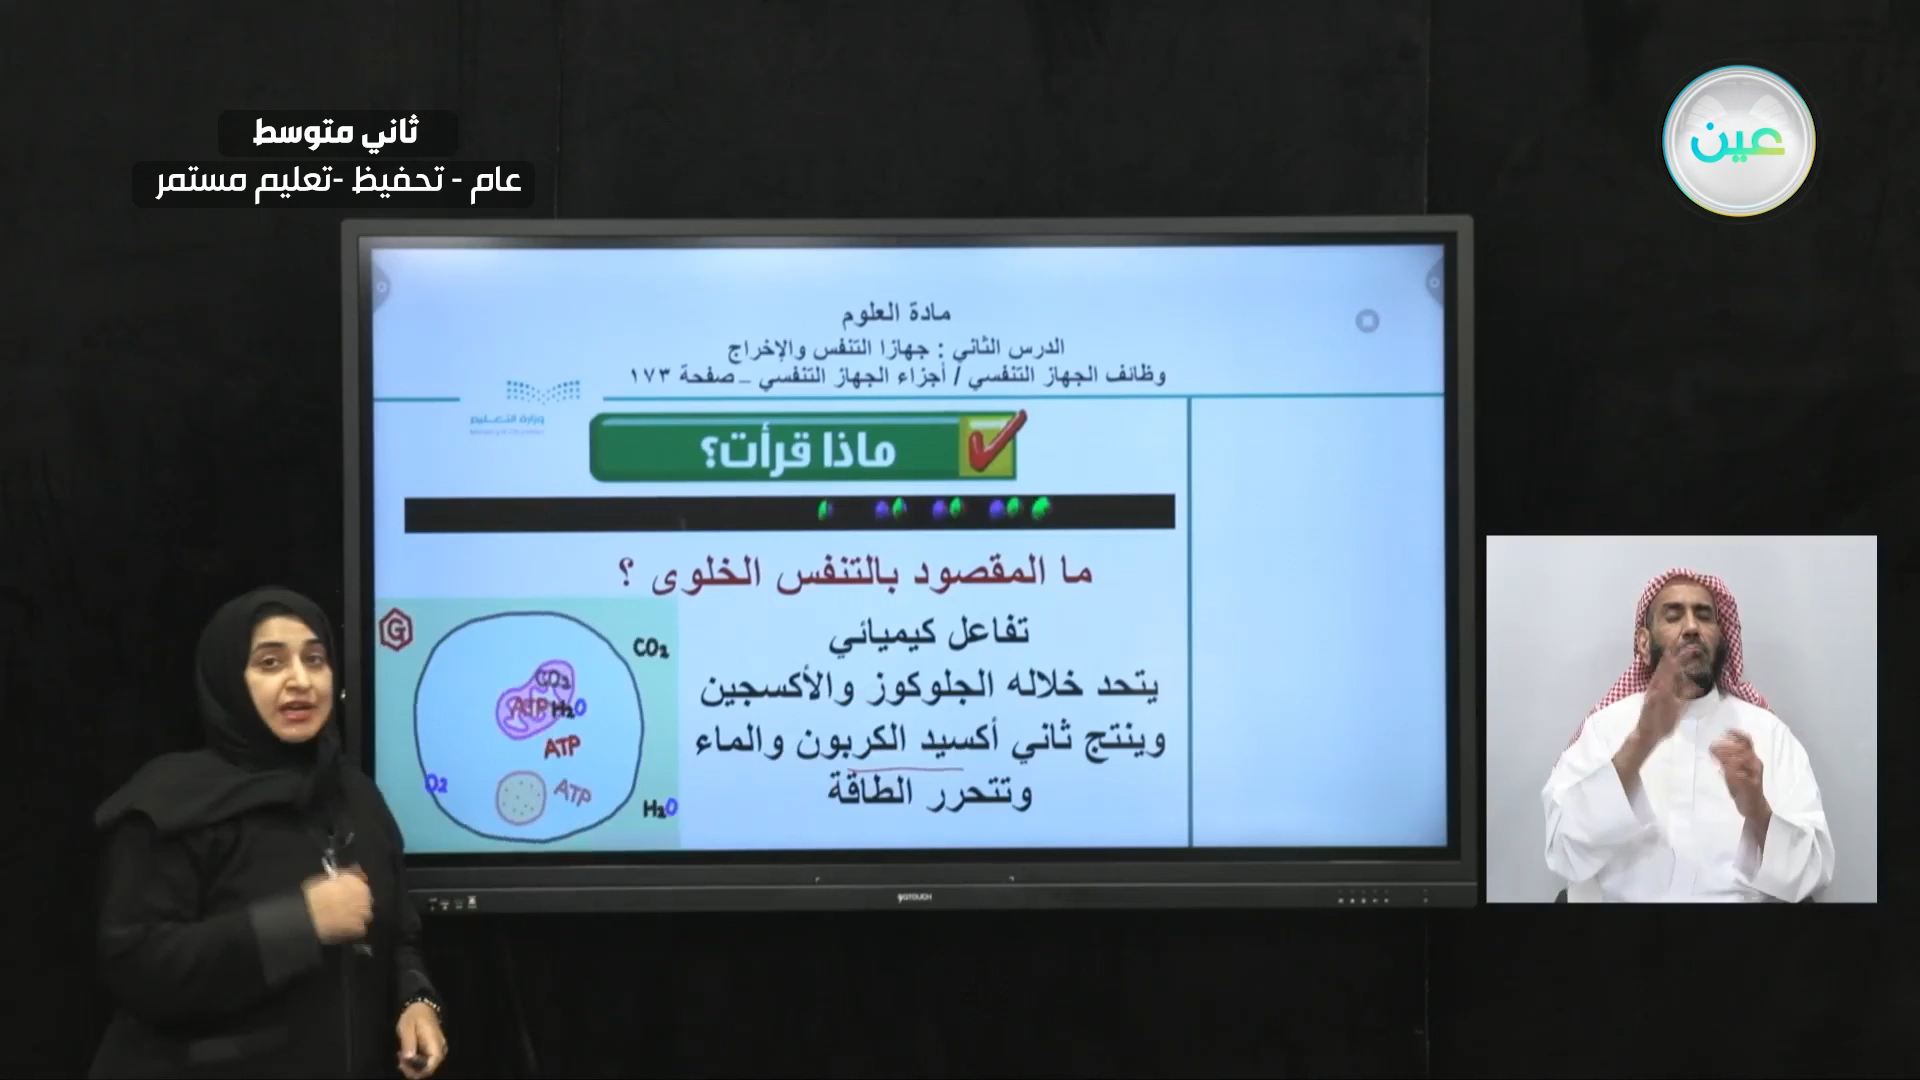 ثاني متوسط
عام - تحفيظ -تعليم مستمر
عين
مادة العلوم
الدرس الثاني : جهازا التنفس والإخراج
وظائف الجهاز التنفسي / أجزاء الجهاز التنفسي – صفحة ١٧٣
وزارة التعليم
ماذا قرأت؟
ما المقصود بالتنفس الخلوى ؟
تفاعل كيميائي
يتحد خلاله الجلوكوز والأكسجين
وينتج ثاني أكسيد الكربون والماء
وتتحرر الطاقة
G
CO2
CO2
ATP H2O
ATP
O2
ATP
H2O